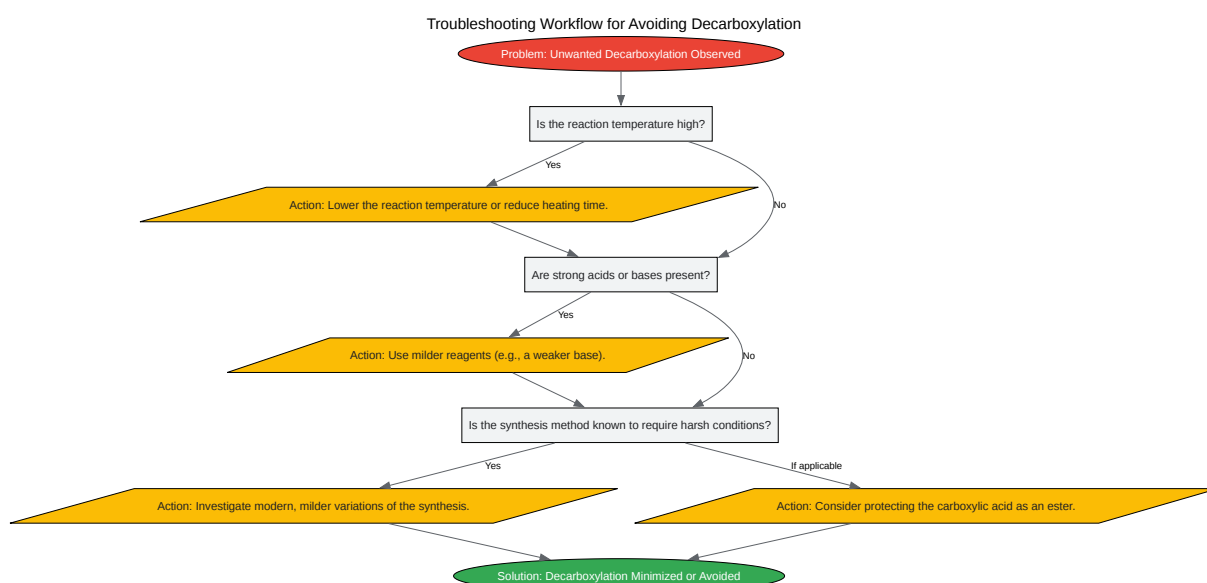 Troubleshooting Workflow for Avoiding Decarboxylation
Problem: Unwanted Decarboxylation Observed
Is the reaction temperature high?
Yes
Action: Lower the reaction temperature or reduce heating time.
No
Are strong acids or bases present?
Yes
Action: Use milder reagents (e.g., a weaker base).
No
Is the synthesis method known to require harsh conditions?
Yes
If applicable
Action: Investigate modern, milder variations of the synthesis.
Action: Consider protecting the carboxylic acid as an ester.
Solution: Decarboxylation Minimized or Avoided